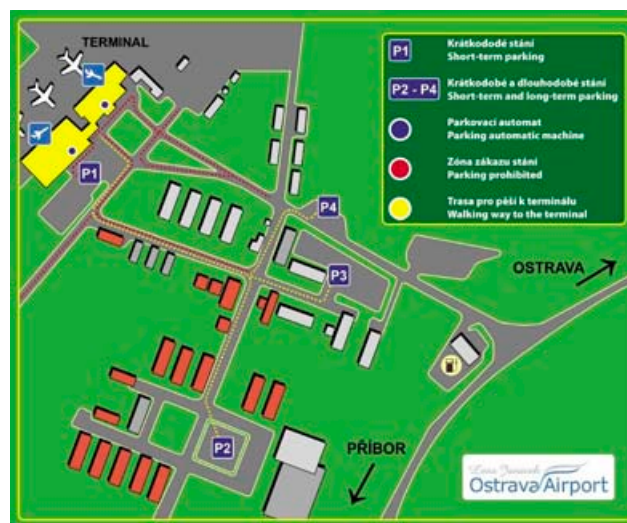 TERMINAL
P1
Krátkododé stání
Short-term parking
P2 - P4
Krátkodobé a dlouhodobé stání
Short-term and long-term parking
Parkovací automat
Parking automatic machine
Zóna zákazu stání
Parking prohibited
Trasa pro pěší k terminálu
Walking way to the terminal
P1
P4
OSTRAVA
P3
P2
PŘÍBOR
Leoš Janáček
Ostrava Airport